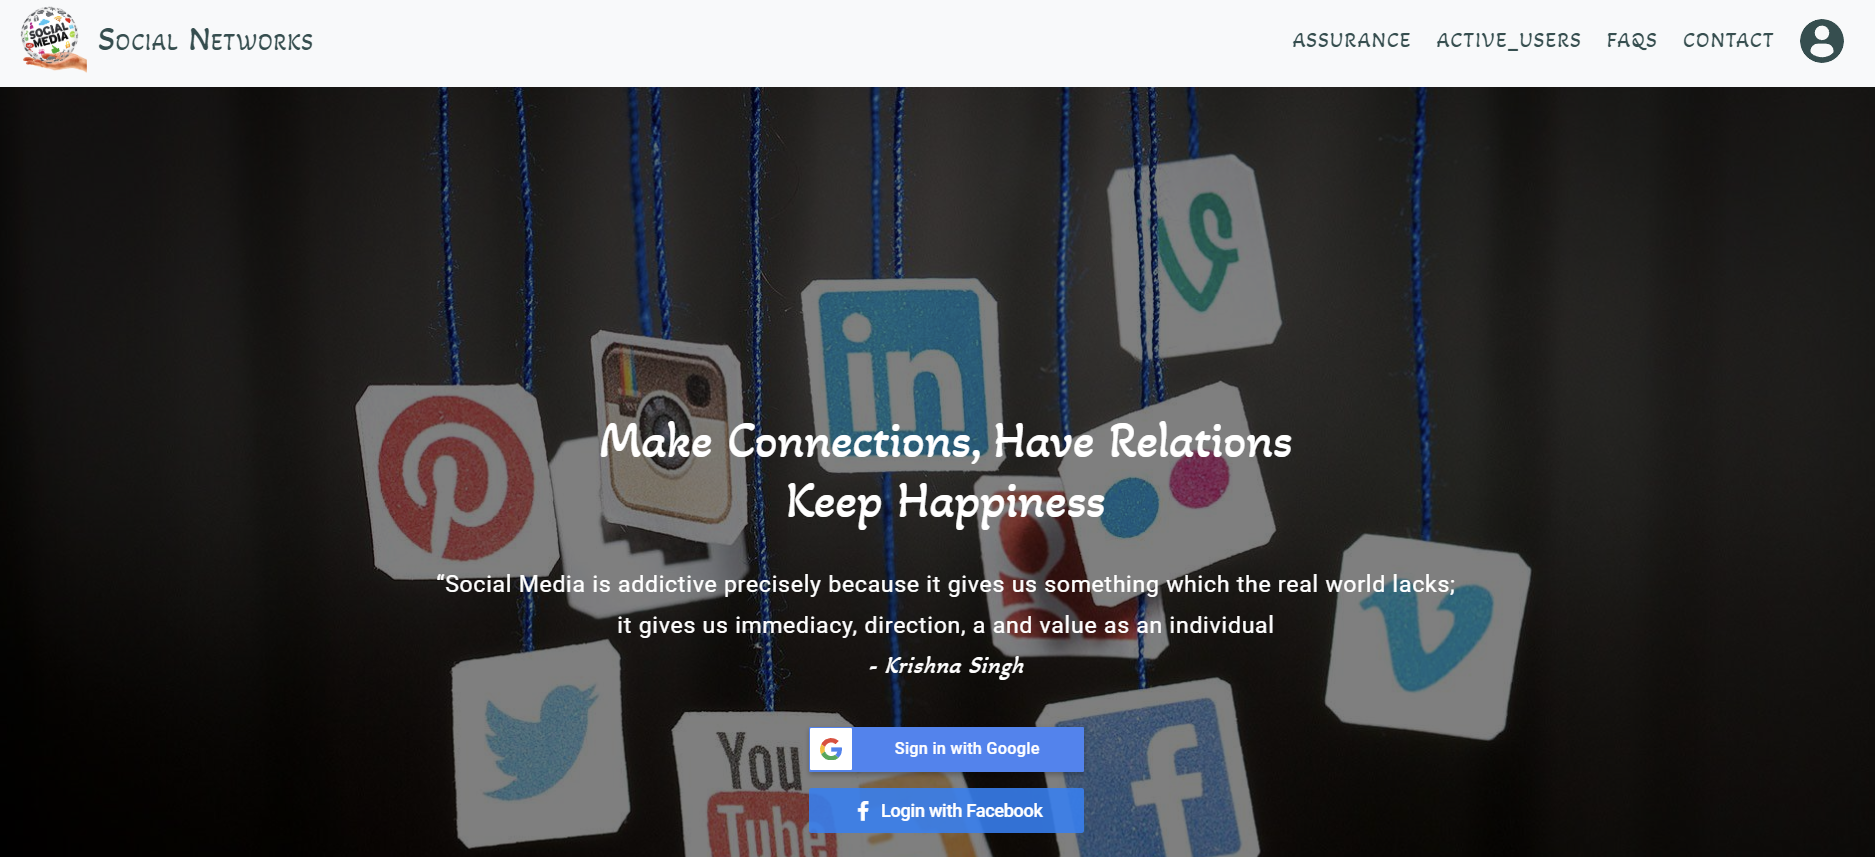 SOCIAL
MEDIA
Social Networks
ASSURANCE
ACTIVE_USERS
FAQS
CONTACT
in
Make Connections, Have Relations
Keep Happiness
“Social Media is addictive precisely because it gives us something which the real world lacks;
it gives us immediacy, direction, a and value as an individual
- Krishna Singh
You
Tube
f
G
Sign in with Google
f
Login with Facebook